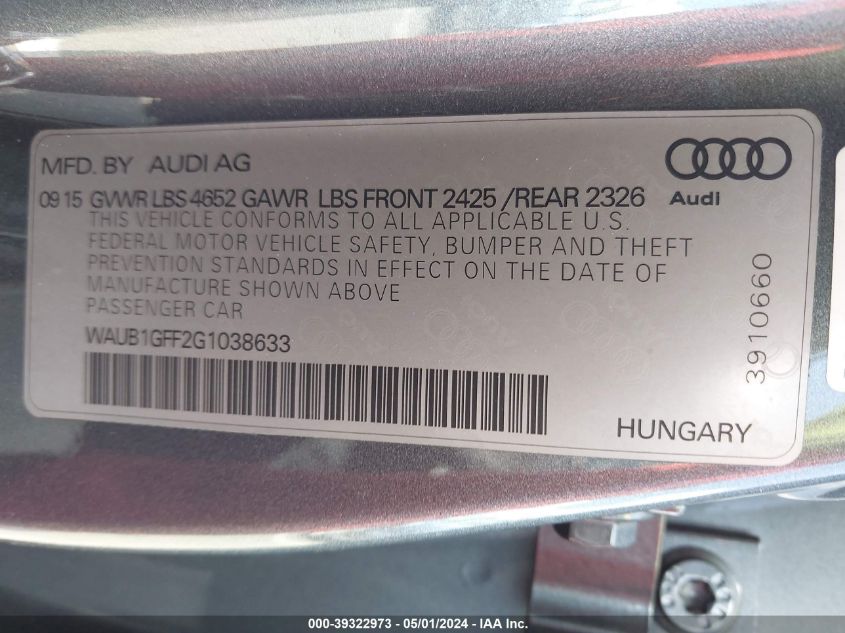 MFD. BY AUDI AG
Audi
09 15 GVWR LBS 4652 GAWR LBS FRONT 2425 /REAR 2326
THIS VEHICLE CONFORMS TO ALL APPLICABLE U.S.
FEDERAL MOTOR VEHICLE SAFETY, BUMPER AND THEFT
PREVENTION STANDARDS IN EFFECT ON THE DATE OF
MANUFACTURE SHOWN ABOVE
PASSENGER CAR
WAUB1GFF2G1038633
3910660
HUNGARY
000-39322973 - 05/01/2024 - IAA Inc.